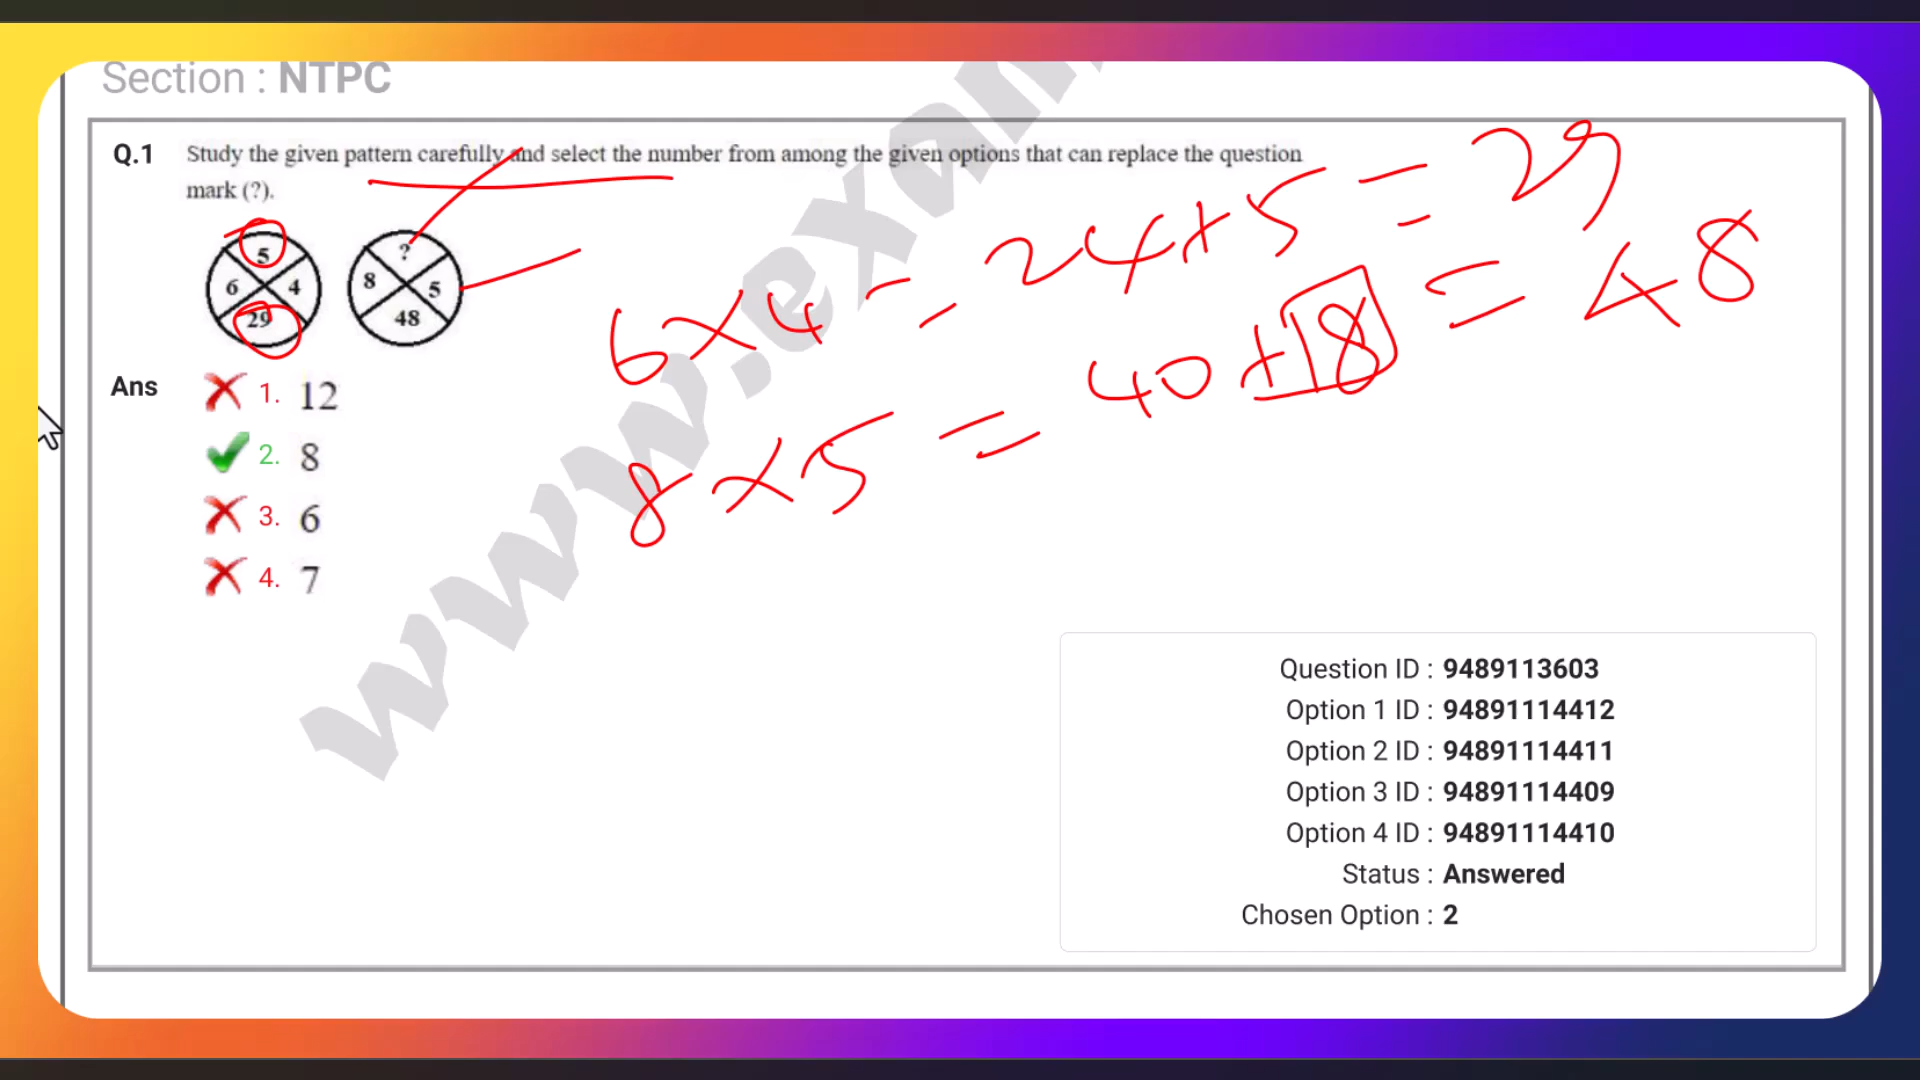 Section : NTPC
Q.1 Study the given pattern carefully and select the number from among the given options that can replace the question
mark (?).
5
6 4
29
?
8 5
48
Ans 1. 12
2. 8
3. 6
4. 7
6 x 4 = 24 + 5 = 29
8 x 5 = 40 + 8 = 48
www.exam
Question ID : 9489113603
Option 1 ID : 94891114412
Option 2 ID : 94891114411
Option 3 ID : 94891114409
Option 4 ID : 94891114410
Status : Answered
Chosen Option : 2